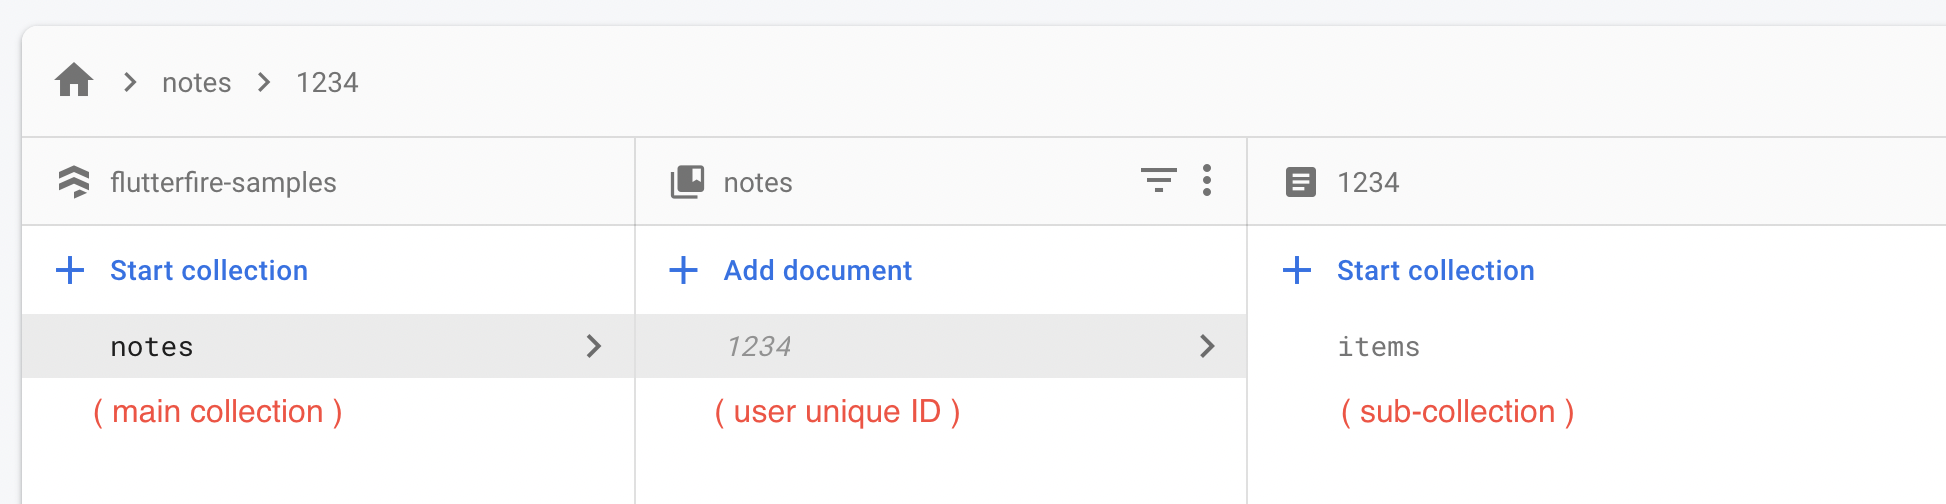 notes 1234
flutterfire-samples
notes
1234
Start collection
Add document
Start collection
notes
1234
items
( main collection )
( user unique ID )
( sub-collection )